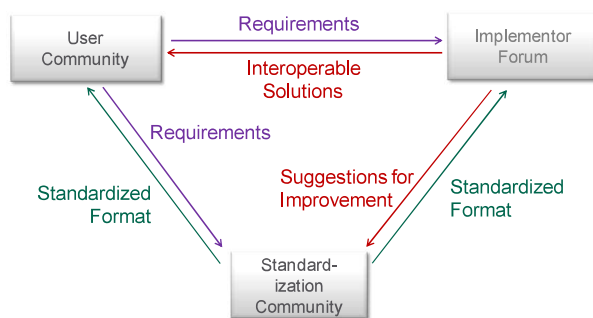 User
Community
Requirements
Implementor
Forum
Interoperable
Solutions
Requirements
Standardized
Format
Suggestions for
Improvement
Standardized
Format
Standard-
ization
Community